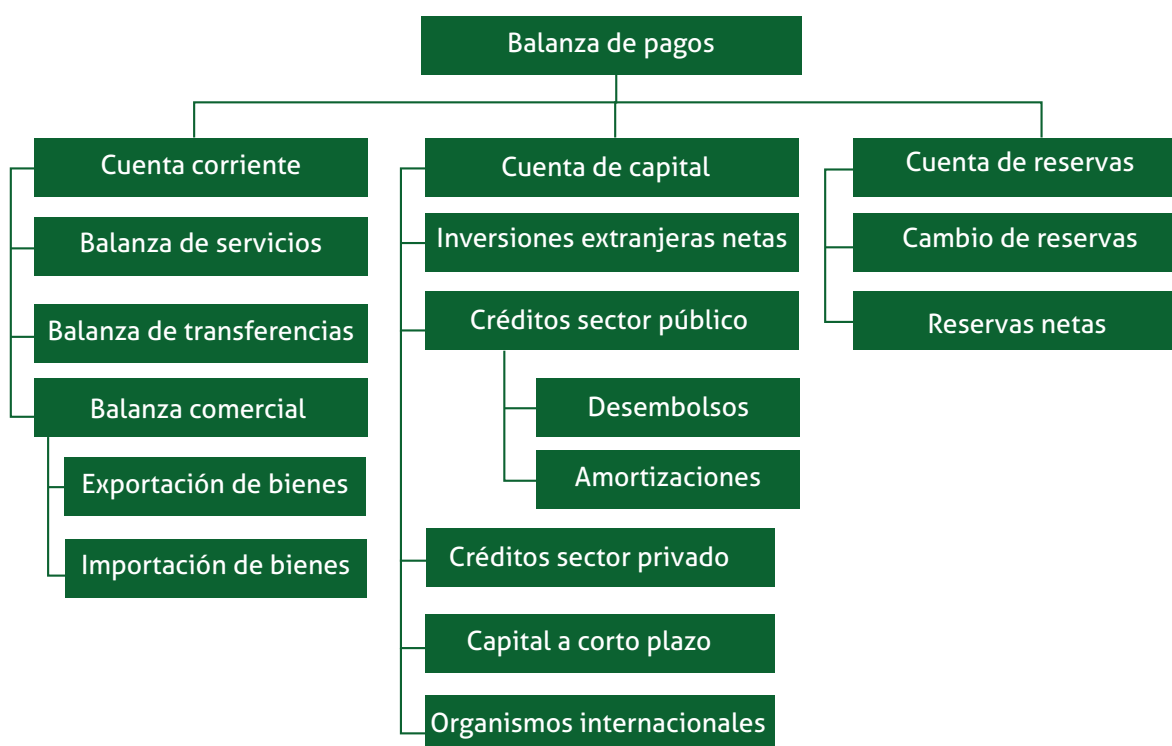 Balanza de pagos
Cuenta corriente
Balanza de servicios
Balanza de transferencias
Balanza comercial
Exportación de bienes
Importación de bienes
Cuenta de capital
Inversiones extranjeras netas
Créditos sector público
Desembolsos
Amortizaciones
Créditos sector privado
Capital a corto plazo
Organismos internacionales
Cuenta de reservas
Cambio de reservas
Reservas netas